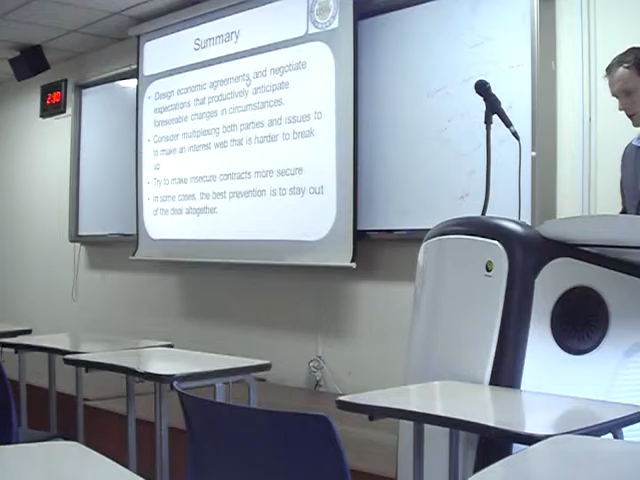 Summary
• Design economic agreements, and negotiate
expectations that productively anticipate
foreseeable changes in circumstances.
• Consider multiplexing both parties and issues to
to make an interest web that is harder to break
up
• Try to make insecure contracts more secure
• In some cases, the best prevention is to stay out
of the deal altogether.